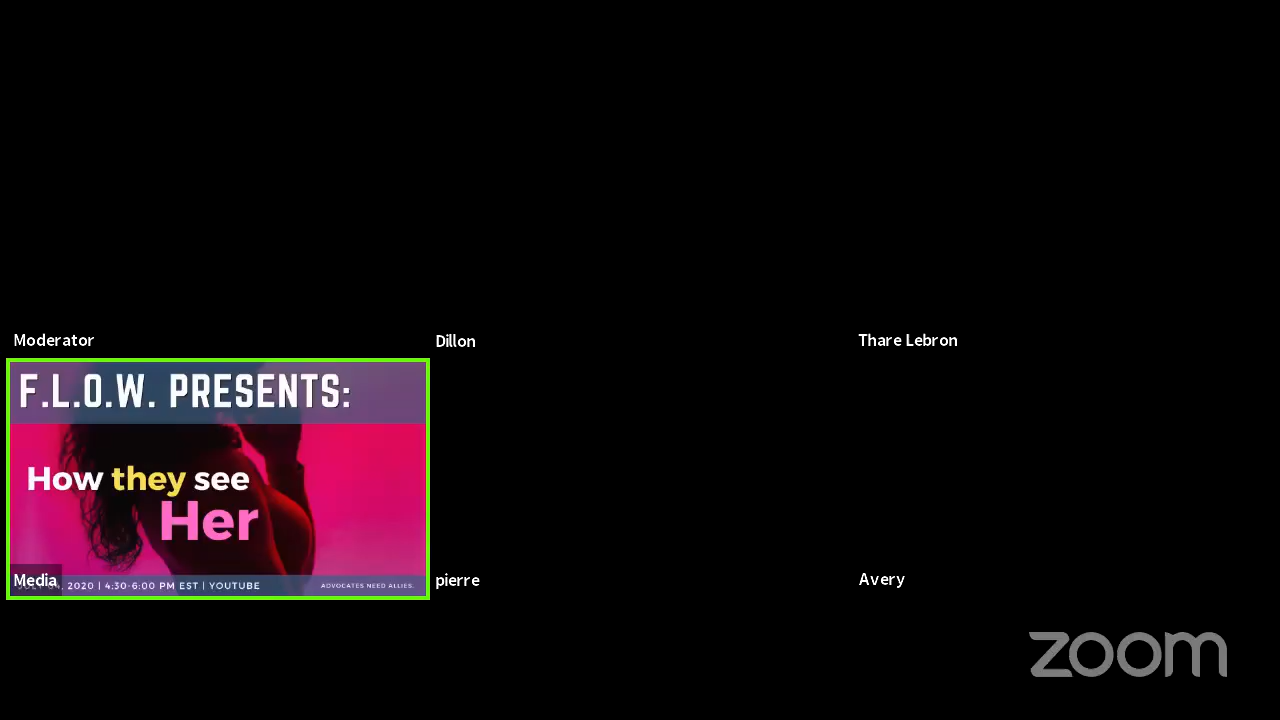 Moderator
Dillon
Thare Lebron
F.L.O.W. PRESENTS:
How they see
Her
Media
2020 | 4:30-6:00 PM EST | YOUTUBE
ADVOCATES NEED ALLIES.
pierre
Avery
zoom